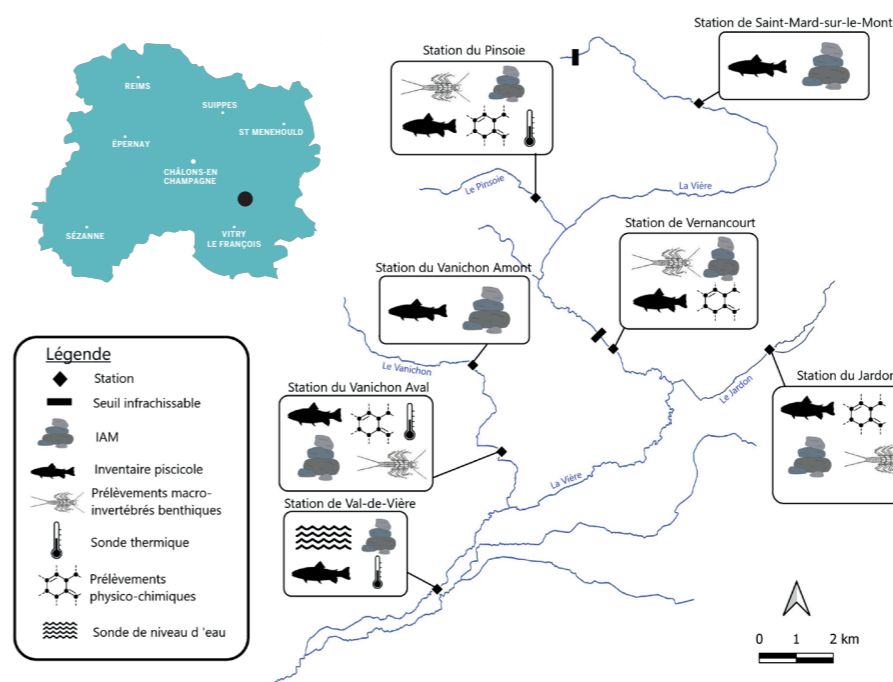 Station de Saint-Mard-sur-le-Mont
Station du Pinsoie
REIMS
SUIPPES
ST MENEHOULD
ÉPERNAY
CHÂLONS-EN
CHAMPAGNE
SÉZANNE
VITRY
LE FRANÇOIS
Le Pinsoie
La Vière
Station de Vernancourt
Station du Vanichon Amont
Le Vanichon
Station du Jardon
Le Jardon
Station du Vanichon Aval
La Vière
Station de Val-de-Vière
Légende
Station
Seuil infrachissable
IAM
Inventaire piscicole
Prélèvements macro-
invertébrés benthiques
Sonde thermique
Prélèvements
physico-chimiques
Sonde de niveau d 'eau
0 1 2 km